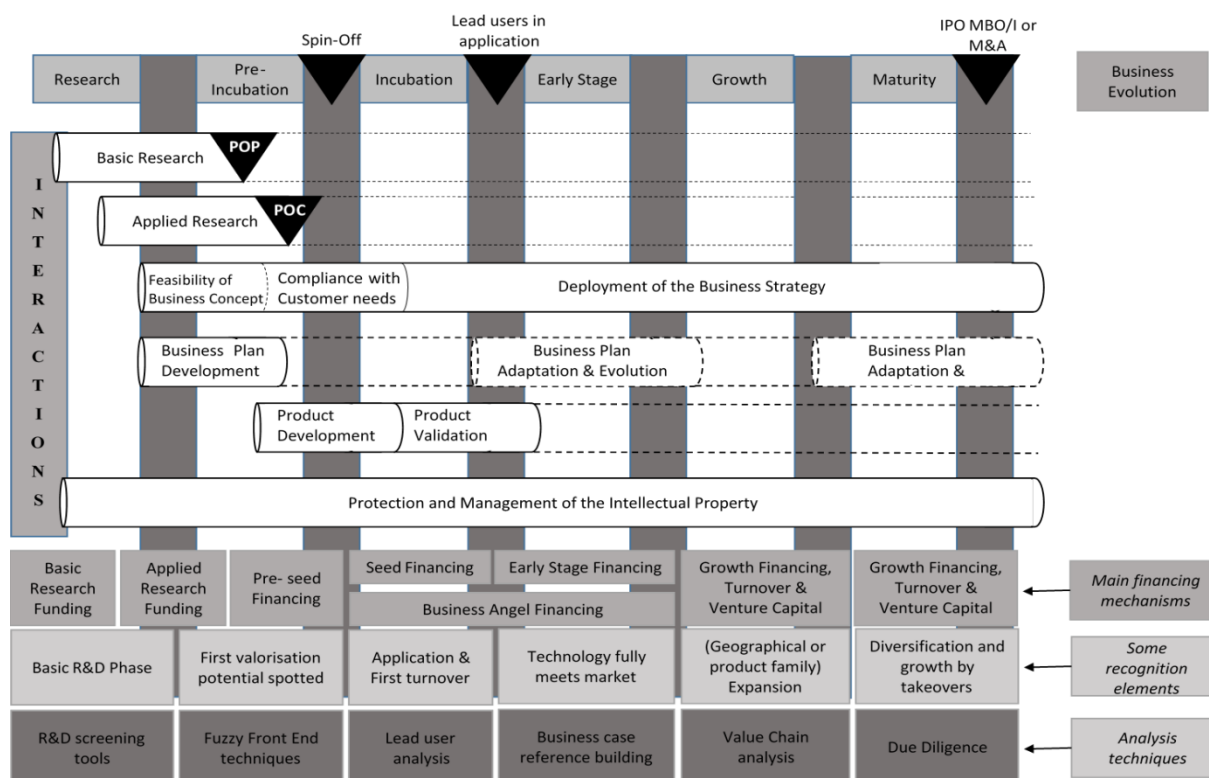 Spin-Off
Lead users in
application
IPO MBO/I or
M&A
Research
Pre-
Incubation
Incubation
Early Stage
Growth
Maturity
Business
Evolution
INTERACTIONS
Basic Research
POP
Applied Research
POC
Feasibility of
Business Concept
Compliance with
Customer needs
Deployment of the Business Strategy
Business Plan
Development
Business Plan
Adaptation & Evolution
Business Plan
Adaptation &
Product
Development
Product
Validation
Protection and Management of the Intellectual Property
Basic
Research
Funding
Applied
Research
Funding
Pre- seed
Financing
Seed Financing
Early Stage Financing
Business Angel Financing
Growth Financing,
Turnover &
Venture Capital
Growth Financing,
Turnover &
Venture Capital
Main financing
mechanisms
Basic R&D Phase
First valorisation
potential spotted
Application &
First turnover
Technology fully
meets market
(Geographical or
product family)
Expansion
Diversification and
growth by
takeovers
Some
recognition
elements
R&D screening
tools
Fuzzy Front End
techniques
Lead user
analysis
Business case
reference building
Value Chain
analysis
Due Diligence
Analysis
techniques